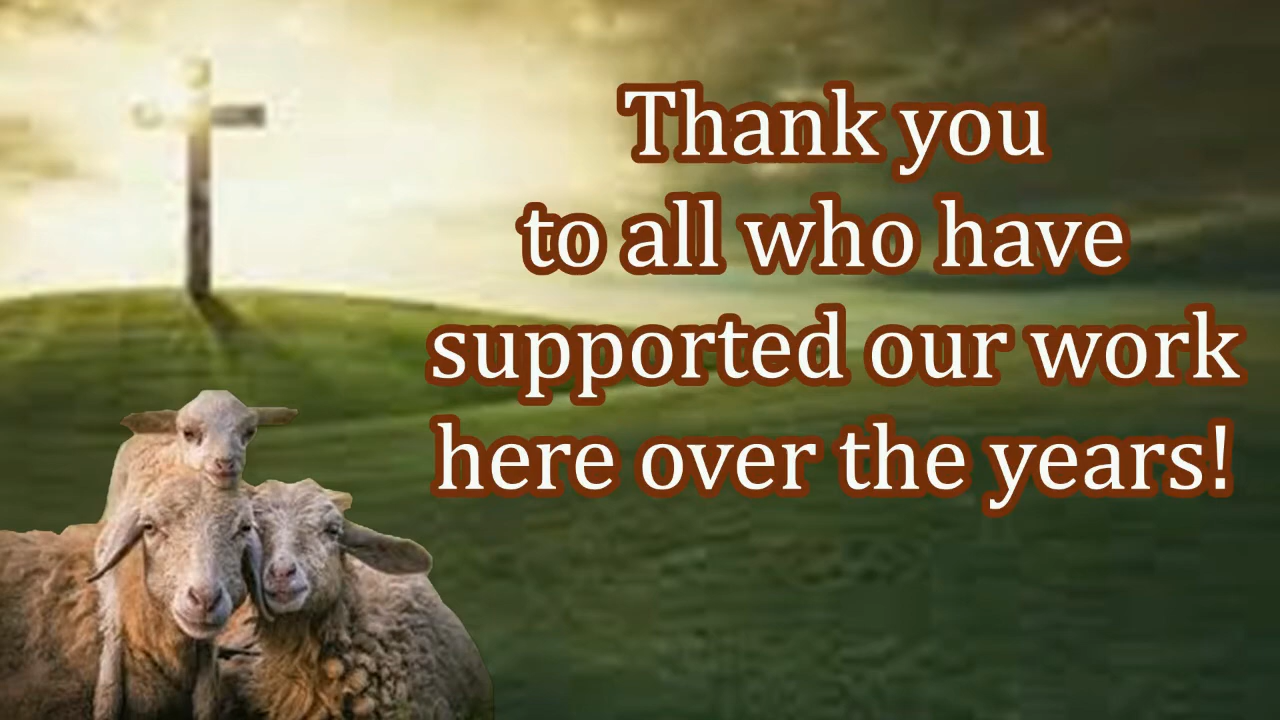 Thank you
to all who have
supported our work
here over the years!